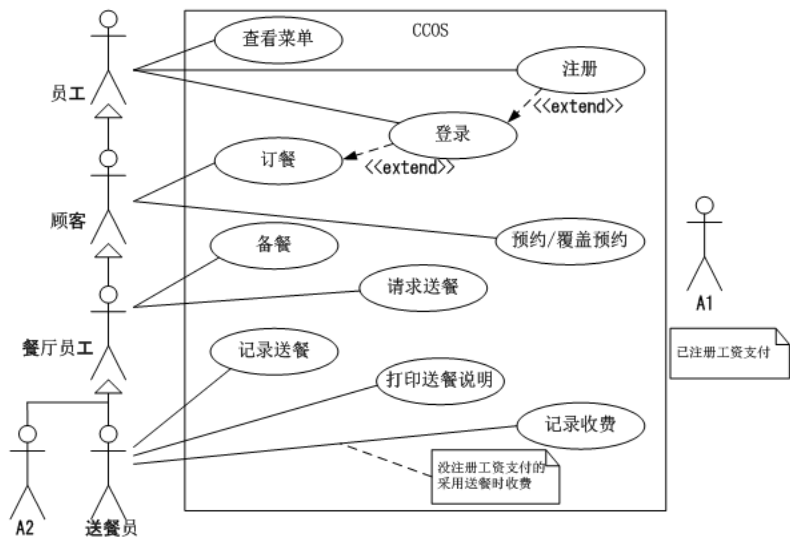 CCOS
查看菜单
注册
员工
<<extend>>
登录
订餐
<<extend>>
顾客
预约/覆盖预约
备餐
请求送餐
A1
餐厅员工
记录送餐
已注册工资支付
打印送餐说明
记录收费
没注册工资支付的
采用送餐时收费
A2
送餐员